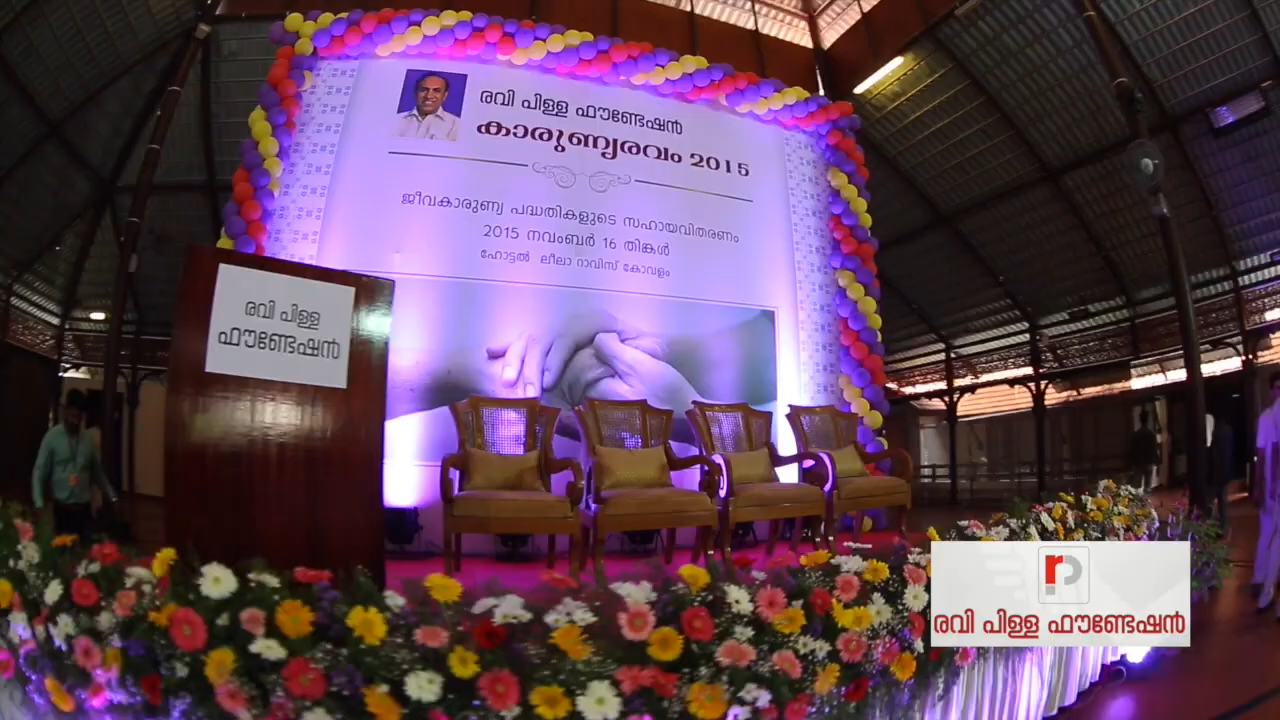 രവി പിള്ള ഫൗണ്ടേഷൻ
കാരുണ്യരവം 2015
ജീവകാരുണ്യ പദ്ധതികളുടെ സഹായവിതരണം
2015 നവംബർ 16 തിങ്കൾ
ഹോട്ടൽ ലീലാ റാവിസ് കോവളം
രവി പിള്ള
ഫൗണ്ടേഷൻ
rp
രവി പിള്ള ഫൗണ്ടേഷൻ